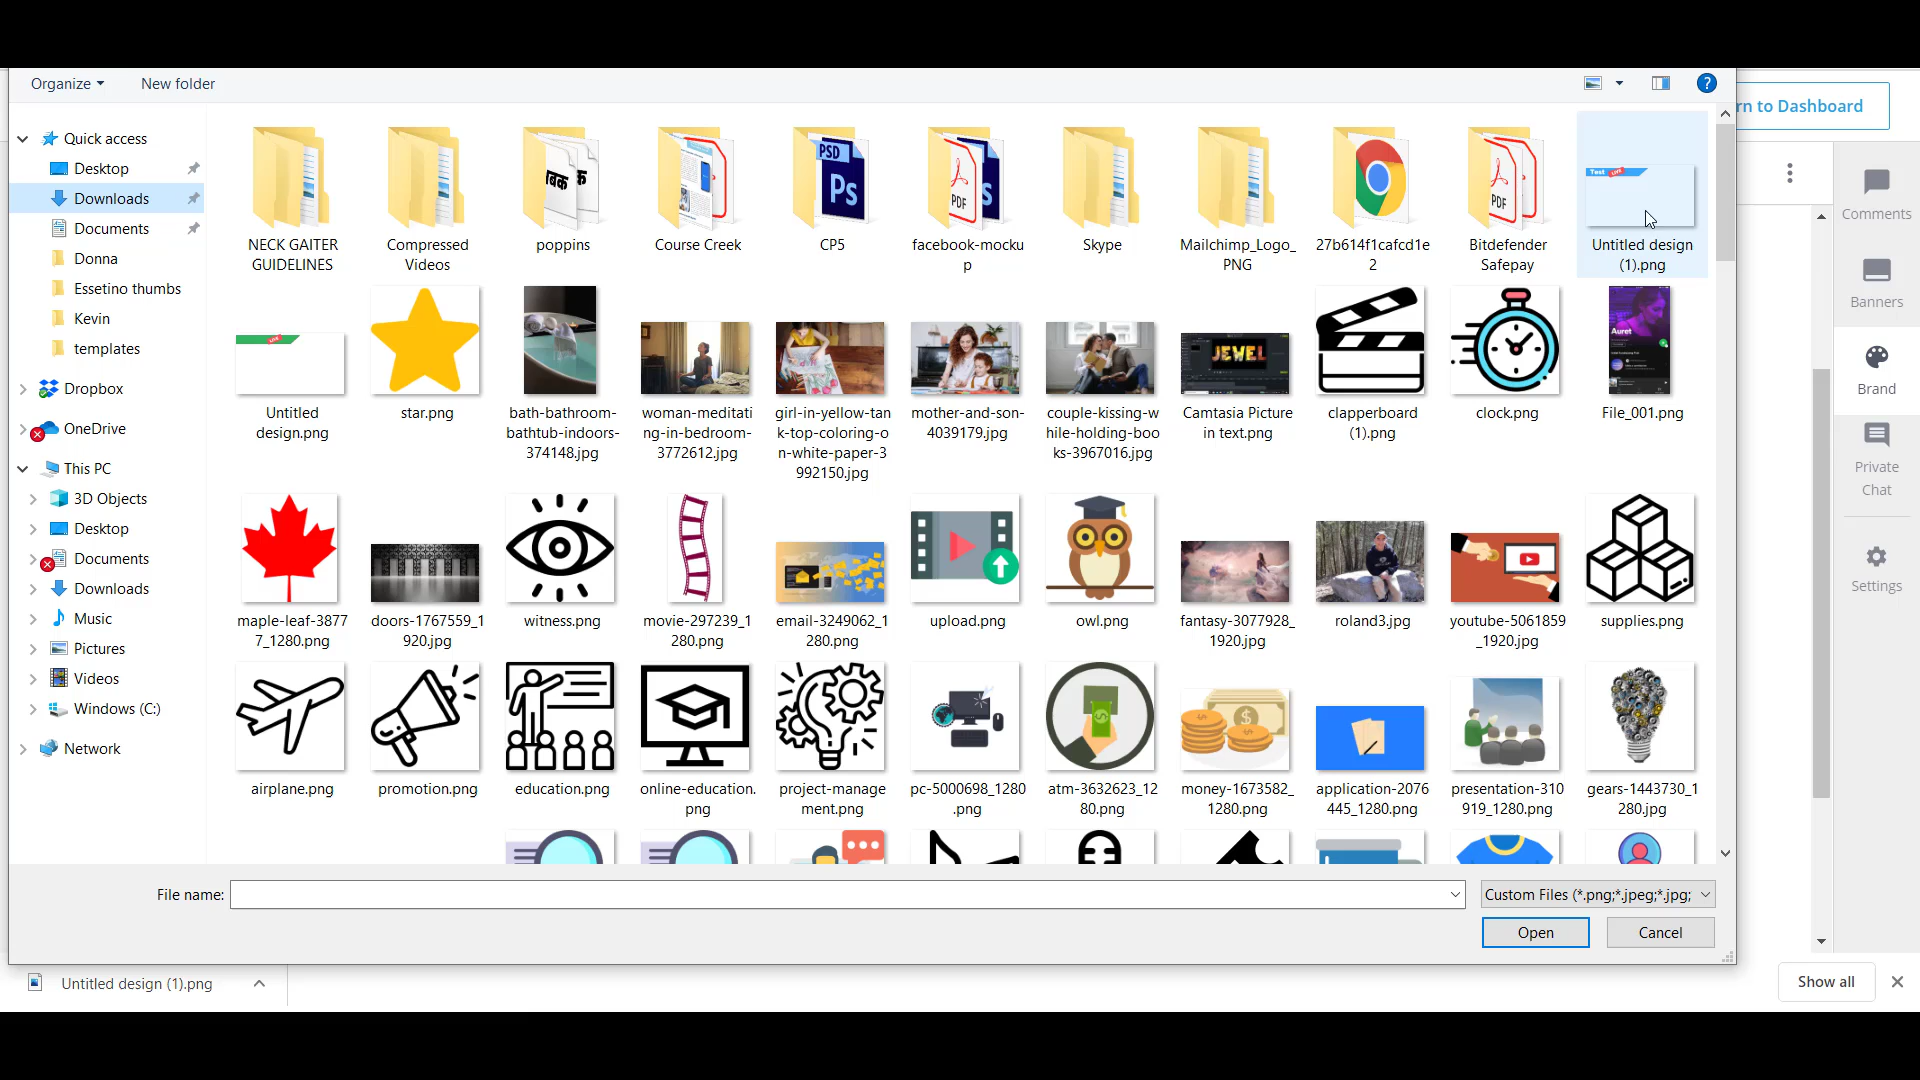 Organize
New folder
rn to Dashboard
Quick access
Desktop
Downloads
Documents
Donna
Essetino thumbs
Kevin
templates
Dropbox
OneDrive
This PC
3D Objects
Desktop
Documents
Downloads
Music
Pictures
Videos
Windows (C:)
Network
NECK GAITER
GUIDELINES
Compressed
Videos
poppins
Course Creek
PSD
Ps
CP5
PDF
facebook-mocku
p
Skype
Mailchimp_Logo_
PNG
27b614f1cafcd1e
2
PDF
Bitdefender
Safepay
Test LIVE
Untitled design
(1).png
LIVE
Untitled
design.png
star.png
bath-bathroom-
bathtub-indoors-
374148.jpg
woman-meditati
ng-in-bedroom-
3772612.jpg
girl-in-yellow-tan
k-top-coloring-o
n-white-paper-3
992150.jpg
mother-and-son-
4039179.jpg
couple-kissing-w
hile-holding-boo
ks-3967016.jpg
JEWEL
Camtasia Picture
in text.png
clapperboard
(1).png
clock.png
Auret
File_001.png
maple-leaf-3877
7_1280.png
doors-1767559_1
920.jpg
witness.png
movie-297239_1
280.png
email-3249062_1
280.png
upload.png
owl.png
fantasy-3077928_
1920.jpg
roland3.jpg
youtube-5061859
_1920.jpg
supplies.png
airplane.png
promotion.png
education.png
online-education.
png
project-manage
ment.png
pc-5000698_1280
.png
atm-3632623_12
80.png
money-1673582_
1280.png
application-2076
445_1280.png
presentation-310
919_1280.png
gears-1443730_1
280.jpg
Comments
Banners
Brand
Private
Chat
Settings
File name:
Custom Files (*.png;*.jpeg;*.jpg;
Open
Cancel
Untitled design (1).png
Show all